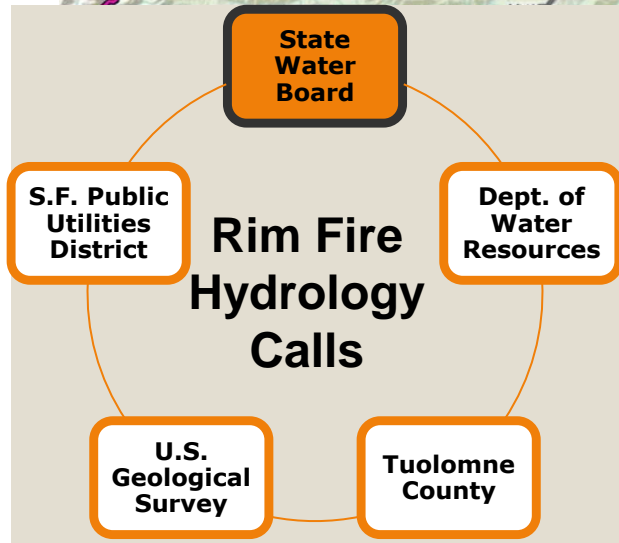 State
Water
Board
S.F. Public
Utilities
District
Dept. of
Water
Resources
Rim Fire
Hydrology
Calls
U.S.
Geological
Survey
Tuolomne
County